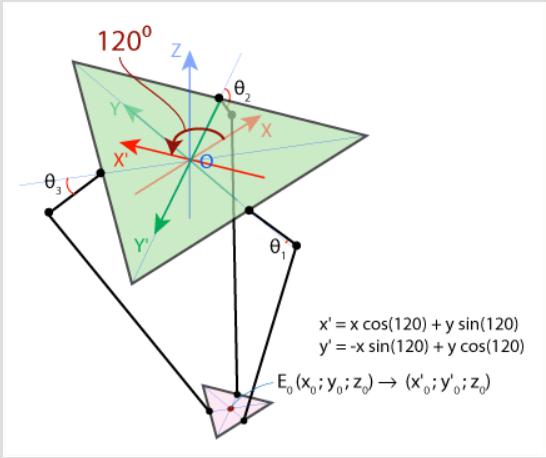 120⁰
Z
θ₂
Y
X
X'
O
θ₃
Y'
θ₁
x' = x cos(120) + y sin(120)
y' = -x sin(120) + y cos(120)
E₀ (x₀ ; y₀ ; z₀) → (x'₀ ; y'₀ ; z₀)